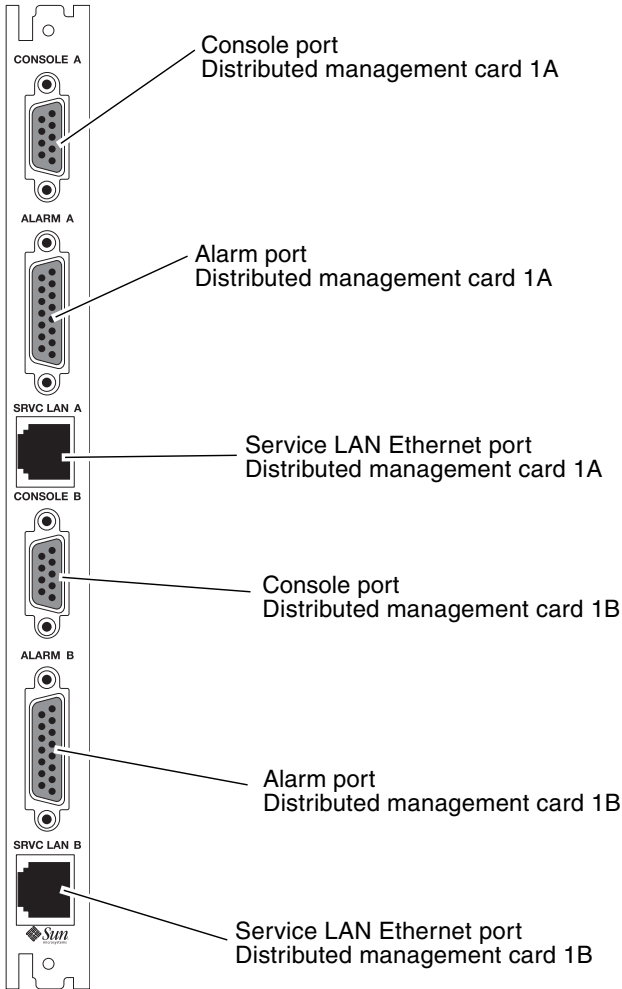 CONSOLE A
Console port
Distributed management card 1A
ALARM A
Alarm port
Distributed management card 1A
SRVC LAN A
Service LAN Ethernet port
Distributed management card 1A
CONSOLE B
Console port
Distributed management card 1B
ALARM B
Alarm port
Distributed management card 1B
SRVC LAN B
Service LAN Ethernet port
Distributed management card 1B
Sun
microsystems